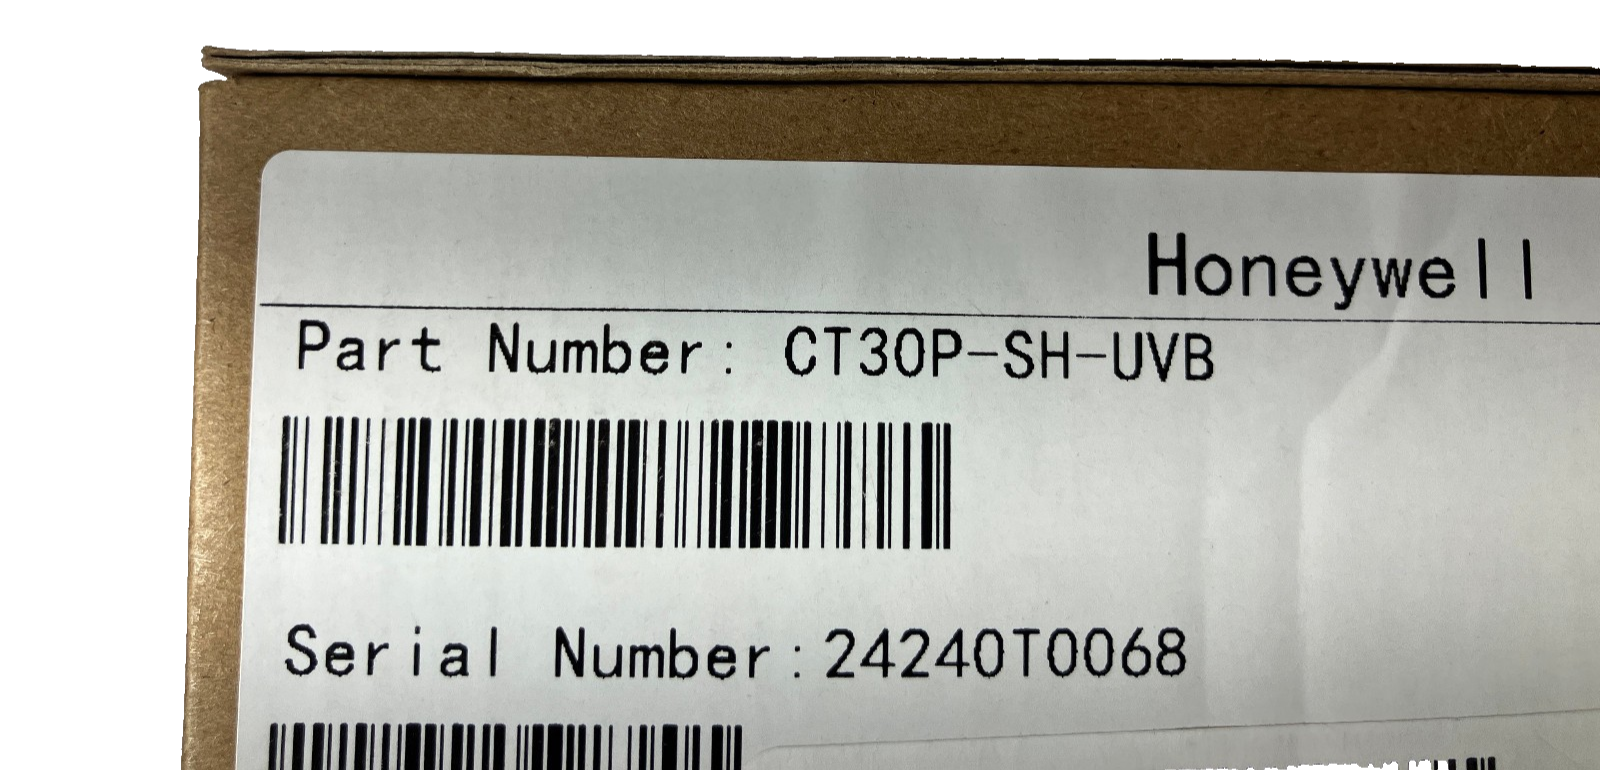 Honeywell
Part Number: CT30P-SH-UVB
Serial Number:24240T0068